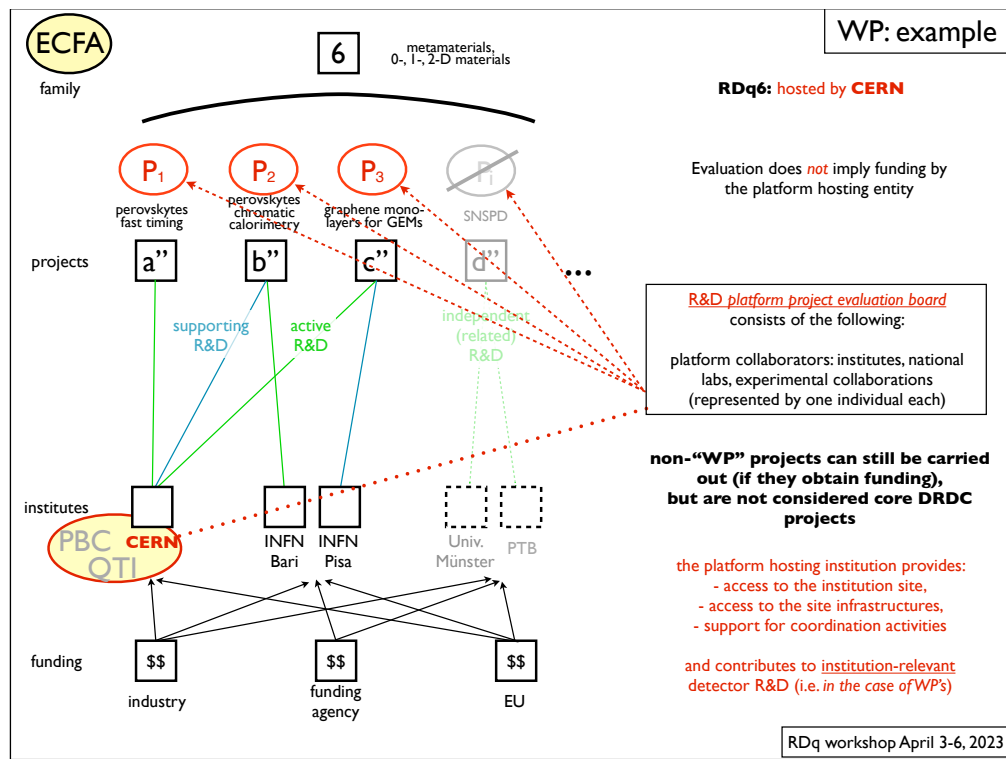 ECFA
family
6
metamaterials,
0-, 1-, 2-D materials
WP: example
RDq6: hosted by CERN
P1
P2
P3
Pi
Evaluation does not imply funding by
the platform hosting entity
perovskytes
fast timing
perovskytes
chromatic
calorimetry
graphene mono-
layers for GEMs
SNSPD
projects
a”
b”
c”
d”
...
supporting
R&D
active
R&D
independent
(related)
R&D
R&D platform project evaluation board
consists of the following:
platform collaborators: institutes, national
labs, experimental collaborations
(represented by one individual each)
non-“WP” projects can still be carried
out (if they obtain funding),
but are not considered core DRDC
projects
institutes
PBC
CERN
QTI
INFN
Bari
INFN
Pisa
Univ.
Münster
PTB
the platform hosting institution provides:
- access to the institution site,
- access to the site infrastructures,
- support for coordination activities
and contributes to institution-relevant
detector R&D (i.e. in the case of WP's)
funding
$$
$$
$$
industry
funding
agency
EU
RDq workshop April 3-6, 2023